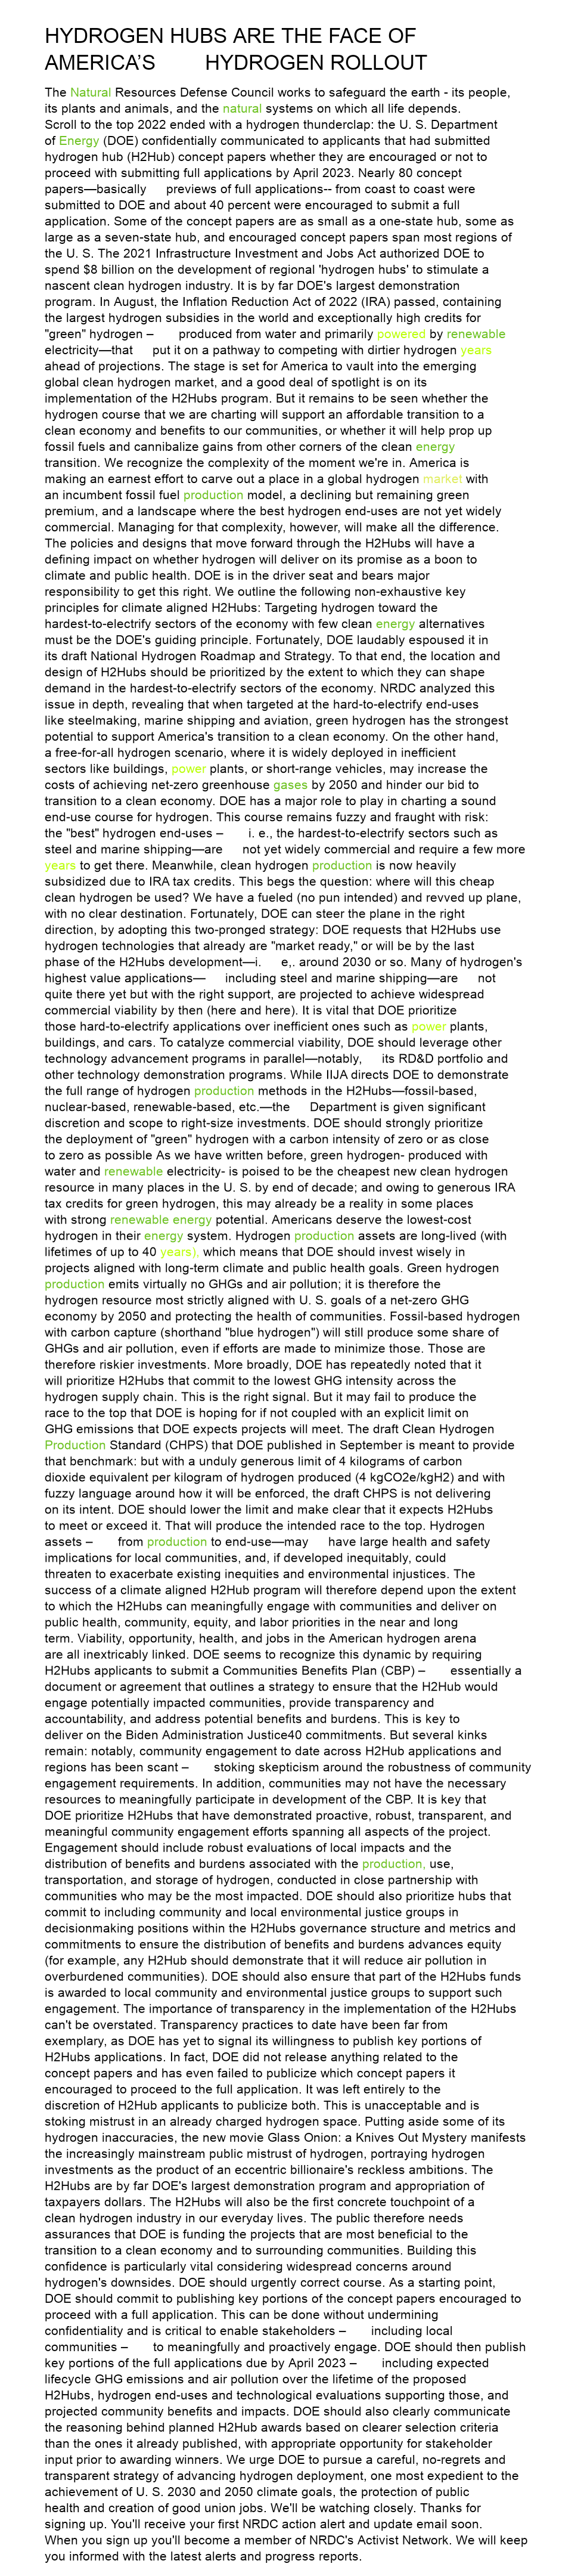 HYDROGEN HUBS ARE THE FACE OF
AMERICA'S HYDROGEN ROLLOUT
The Natural Resources Defense Council works to safeguard the earth - its people,
its plants and animals, and the natural systems on which all life depends.
Scroll to the top 2022 ended with a hydrogen thunderclap: the U. S. Department
of Energy (DOE) confidentially communicated to applicants that had submitted
hydrogen hub (H2Hub) concept papers whether they are encouraged or not to
proceed with submitting full applications by April 2023. Nearly 80 concept
papers—basically previews of full applications-- from coast to coast were
submitted to DOE and about 40 percent were encouraged to submit a full
application. Some of the concept papers are as small as a one-state hub, some as
large as a seven-state hub, and encouraged concept papers span most regions of
the U. S. The 2021 Infrastructure Investment and Jobs Act authorized DOE to
spend $8 billion on the development of regional 'hydrogen hubs' to stimulate a
nascent clean hydrogen industry. It is by far DOE's largest demonstration
program. In August, the Inflation Reduction Act of 2022 (IRA) passed, containing
the largest hydrogen subsidies in the world and exceptionally high credits for
"green" hydrogen – produced from water and primarily powered by renewable
electricity—that put it on a pathway to competing with dirtier hydrogen years
ahead of projections. The stage is set for America to vault into the emerging
global clean hydrogen market, and a good deal of spotlight is on its
implementation of the H2Hubs program. But it remains to be seen whether the
hydrogen course that we are charting will support an affordable transition to a
clean economy and benefits to our communities, or whether it will help prop up
fossil fuels and cannibalize gains from other corners of the clean energy
transition. We recognize the complexity of the moment we're in. America is
making an earnest effort to carve out a place in a global hydrogen market with
an incumbent fossil fuel production model, a declining but remaining green
premium, and a landscape where the best hydrogen end-uses are not yet widely
commercial. Managing for that complexity, however, will make all the difference.
The policies and designs that move forward through the H2Hubs will have a
defining impact on whether hydrogen will deliver on its promise as a boon to
climate and public health. DOE is in the driver seat and bears major
responsibility to get this right. We outline the following non-exhaustive key
principles for climate aligned H2Hubs: Targeting hydrogen toward the
hardest-to-electrify sectors of the economy with few clean energy alternatives
must be the DOE's guiding principle. Fortunately, DOE laudably espoused it in
its draft National Hydrogen Roadmap and Strategy. To that end, the location and
design of H2Hubs should be prioritized by the extent to which they can shape
demand in the hardest-to-electrify sectors of the economy. NRDC analyzed this
issue in depth, revealing that when targeted at the hard-to-electrify end-uses
like steelmaking, marine shipping and aviation, green hydrogen has the strongest
potential to support America's transition to a clean economy. On the other hand,
a free-for-all hydrogen scenario, where it is widely deployed in inefficient
sectors like buildings, power plants, or short-range vehicles, may increase the
costs of achieving net-zero greenhouse gases by 2050 and hinder our bid to
transition to a clean economy. DOE has a major role to play in charting a sound
end-use course for hydrogen. This course remains fuzzy and fraught with risk:
the "best" hydrogen end-uses – i. e., the hardest-to-electrify sectors such as
steel and marine shipping—are not yet widely commercial and require a few more
years to get there. Meanwhile, clean hydrogen production is now heavily
subsidized due to IRA tax credits. This begs the question: where will this cheap
clean hydrogen be used? We have a fueled (no pun intended) and revved up plane,
with no clear destination. Fortunately, DOE can steer the plane in the right
direction, by adopting this two-pronged strategy: DOE requests that H2Hubs use
hydrogen technologies that already are "market ready," or will be by the last
phase of the H2Hubs development—i. e,. around 2030 or so. Many of hydrogen's
highest value applications— including steel and marine shipping—are not
quite there yet but with the right support, are projected to achieve widespread
commercial viability by then (here and here). It is vital that DOE prioritize
those hard-to-electrify applications over inefficient ones such as power plants,
buildings, and cars. To catalyze commercial viability, DOE should leverage other
technology advancement programs in parallel—notably, its RD&D portfolio and
other technology demonstration programs. While IIJA directs DOE to demonstrate
the full range of hydrogen production methods in the H2Hubs—fossil-based,
nuclear-based, renewable-based, etc.—the Department is given significant
discretion and scope to right-size investments. DOE should strongly prioritize
the deployment of "green" hydrogen with a carbon intensity of zero or as close
to zero as possible As we have written before, green hydrogen- produced with
water and renewable electricity- is poised to be the cheapest new clean hydrogen
resource in many places in the U. S. by end of decade; and owing to generous IRA
tax credits for green hydrogen, this may already be a reality in some places
with strong renewable energy potential. Americans deserve the lowest-cost
hydrogen in their energy system. Hydrogen production assets are long-lived (with
lifetimes of up to 40 years), which means that DOE should invest wisely in
projects aligned with long-term climate and public health goals. Green hydrogen
production emits virtually no GHGs and air pollution; it is therefore the
hydrogen resource most strictly aligned with U. S. goals of a net-zero GHG
economy by 2050 and protecting the health of communities. Fossil-based hydrogen
with carbon capture (shorthand "blue hydrogen") will still produce some share of
GHGs and air pollution, even if efforts are made to minimize those. Those are
therefore riskier investments. More broadly, DOE has repeatedly noted that it
will prioritize H2Hubs that commit to the lowest GHG intensity across the
hydrogen supply chain. This is the right signal. But it may fail to produce the
race to the top that DOE is hoping for if not coupled with an explicit limit on
GHG emissions that DOE expects projects will meet. The draft Clean Hydrogen
Production Standard (CHPS) that DOE published in September is meant to provide
that benchmark: but with a unduly generous limit of 4 kilograms of carbon
dioxide equivalent per kilogram of hydrogen produced (4 kgCO2e/kgH2) and with
fuzzy language around how it will be enforced, the draft CHPS is not delivering
on its intent. DOE should lower the limit and make clear that it expects H2Hubs
to meet or exceed it. That will produce the intended race to the top. Hydrogen
assets – from production to end-use—may have large health and safety
implications for local communities, and, if developed inequitably, could
threaten to exacerbate existing inequities and environmental injustices. The
success of a climate aligned H2Hub program will therefore depend upon the extent
to which the H2Hubs can meaningfully engage with communities and deliver on
public health, community, equity, and labor priorities in the near and long
term. Viability, opportunity, health, and jobs in the American hydrogen arena
are all inextricably linked. DOE seems to recognize this dynamic by requiring
H2Hubs applicants to submit a Communities Benefits Plan (CBP) – essentially a
document or agreement that outlines a strategy to ensure that the H2Hub would
engage potentially impacted communities, provide transparency and
accountability, and address potential benefits and burdens. This is key to
deliver on the Biden Administration Justice40 commitments. But several kinks
remain: notably, community engagement to date across H2Hub applications and
regions has been scant – stoking skepticism around the robustness of community
engagement requirements. In addition, communities may not have the necessary
resources to meaningfully participate in development of the CBP. It is key that
DOE prioritize H2Hubs that have demonstrated proactive, robust, transparent, and
meaningful community engagement efforts spanning all aspects of the project.
Engagement should include robust evaluations of local impacts and the
distribution of benefits and burdens associated with the production, use,
transportation, and storage of hydrogen, conducted in close partnership with
communities who may be the most impacted. DOE should also prioritize hubs that
commit to including community and local environmental justice groups in
decisionmaking positions within the H2Hubs governance structure and metrics and
commitments to ensure the distribution of benefits and burdens advances equity
(for example, any H2Hub should demonstrate that it will reduce air pollution in
overburdened communities). DOE should also ensure that part of the H2Hubs funds
is awarded to local community and environmental justice groups to support such
engagement. The importance of transparency in the implementation of the H2Hubs
can't be overstated. Transparency practices to date have been far from
exemplary, as DOE has yet to signal its willingness to publish key portions of
H2Hubs applications. In fact, DOE did not release anything related to the
concept papers and has even failed to publicize which concept papers it
encouraged to proceed to the full application. It was left entirely to the
discretion of H2Hub applicants to publicize both. This is unacceptable and is
stoking mistrust in an already charged hydrogen space. Putting aside some of its
hydrogen inaccuracies, the new movie Glass Onion: a Knives Out Mystery manifests
the increasingly mainstream public mistrust of hydrogen, portraying hydrogen
investments as the product of an eccentric billionaire's reckless ambitions. The
H2Hubs are by far DOE's largest demonstration program and appropriation of
taxpayers dollars. The H2Hubs will also be the first concrete touchpoint of a
clean hydrogen industry in our everyday lives. The public therefore needs
assurances that DOE is funding the projects that are most beneficial to the
transition to a clean economy and to surrounding communities. Building this
confidence is particularly vital considering widespread concerns around
hydrogen's downsides. DOE should urgently correct course. As a starting point,
DOE should commit to publishing key portions of the concept papers encouraged to
proceed with a full application. This can be done without undermining
confidentiality and is critical to enable stakeholders – including local
communities – to meaningfully and proactively engage. DOE should then publish
key portions of the full applications due by April 2023 – including expected
lifecycle GHG emissions and air pollution over the lifetime of the proposed
H2Hubs, hydrogen end-uses and technological evaluations supporting those, and
projected community benefits and impacts. DOE should also clearly communicate
the reasoning behind planned H2Hub awards based on clearer selection criteria
than the ones it already published, with appropriate opportunity for stakeholder
input prior to awarding winners. We urge DOE to pursue a careful, no-regrets and
transparent strategy of advancing hydrogen deployment, one most expedient to the
achievement of U. S. 2030 and 2050 climate goals, the protection of public
health and creation of good union jobs. We'll be watching closely. Thanks for
signing up. You'll receive your first NRDC action alert and update email soon.
When you sign up you'll become a member of NRDC's Activist Network. We will keep
you informed with the latest alerts and progress reports.